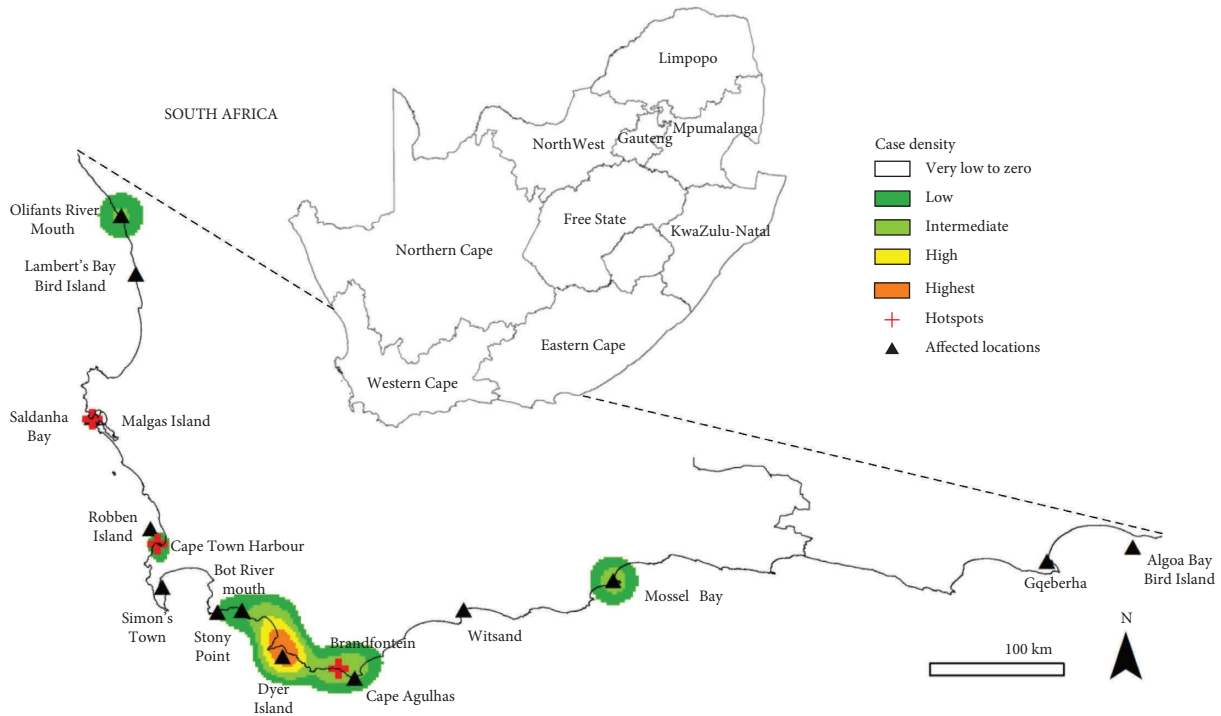 Limpopo
SOUTH AFRICA
Mpumalanga
Gauteng
NorthWest
Free State
KwaZulu-Natal
Northern Cape
Eastern Cape
Western Cape
Case density
Very low to zero
Low
Intermediate
High
Highest
Hotspots
Affected locations
Olifants River
Mouth
Lambert's Bay
Bird Island
Saldanha
Bay
Malgas Island
Robben
Island
Cape Town Harbour
Bot River
mouth
Simon's
Town
Stony
Point
Dyer
Island
Brandfontein
Cape Agulhas
Witsand
Mossel Bay
Gqeberha
Algoa Bay
Bird Island
100 km
N